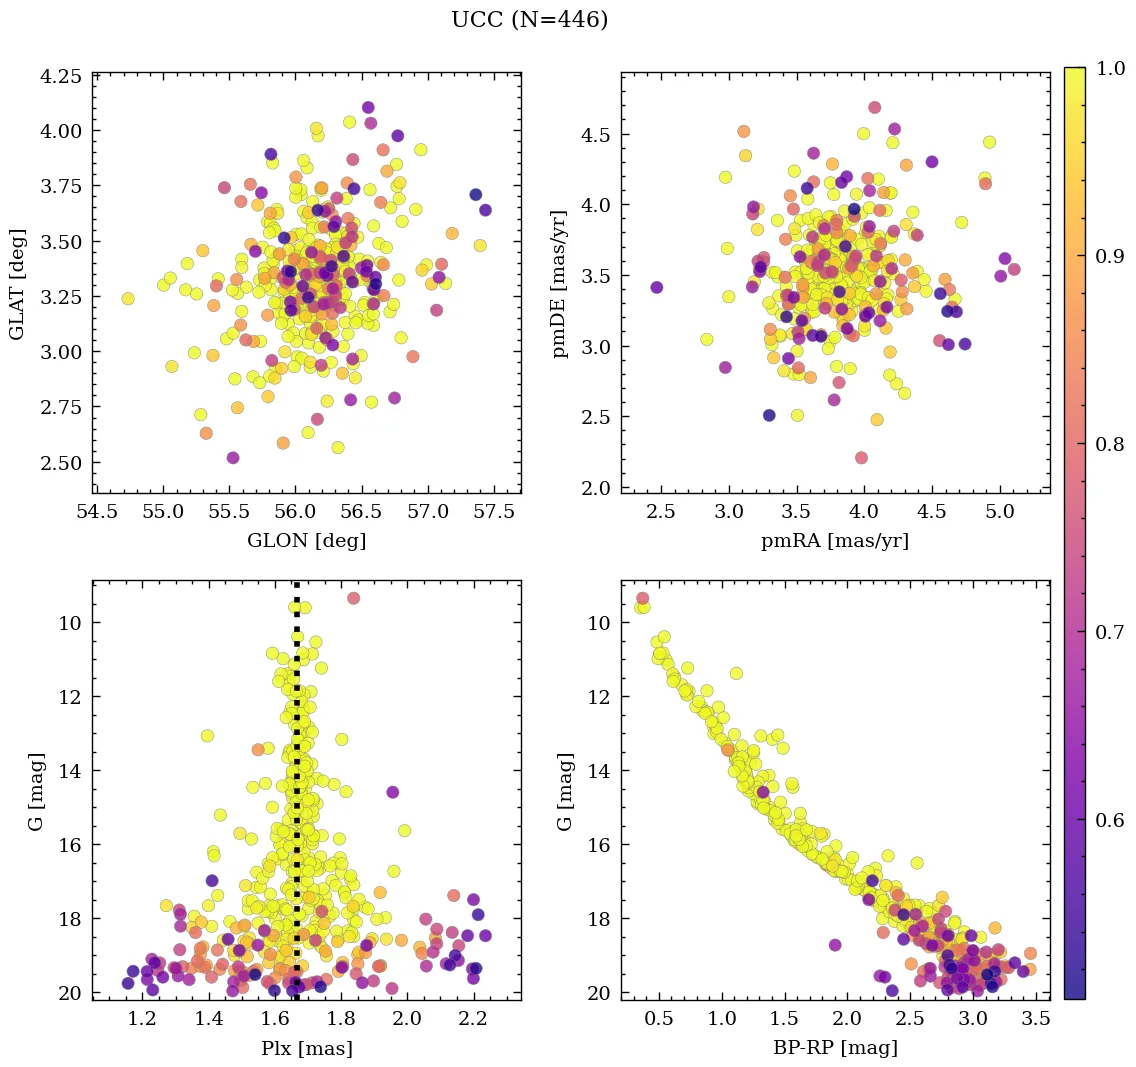 UCC (N=446)
4.25
4.00
3.75
3.50
3.25
3.00
2.75
2.50
GLAT [deg]
54.5 55.0 55.5 56.0 56.5 57.0 57.5
GLON [deg]
4.5
4.0
3.5
3.0
2.5
2.0
pmDE [mas/yr]
2.5 3.0 3.5 4.0 4.5 5.0
pmRA [mas/yr]
10
12
14
16
18
20
G [mag]
1.2 1.4 1.6 1.8 2.0 2.2
Plx [mas]
10
12
14
16
18
20
G [mag]
0.5 1.0 1.5 2.0 2.5 3.0 3.5
BP-RP [mag]
1.0
0.9
0.8
0.7
0.6